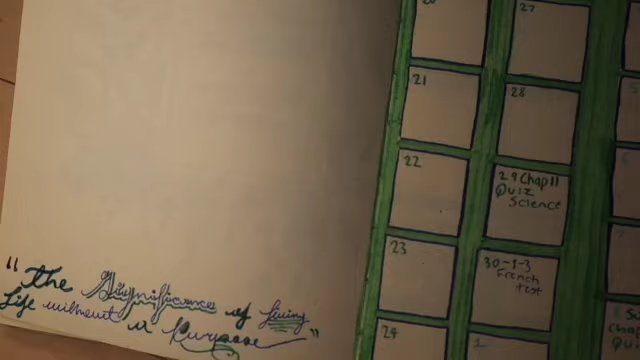 "the Significance of living
life without a Purpose"
20
21
22
23
24
27
28
29 Chap 11
Quiz
Science
30-1-3
French
test
1